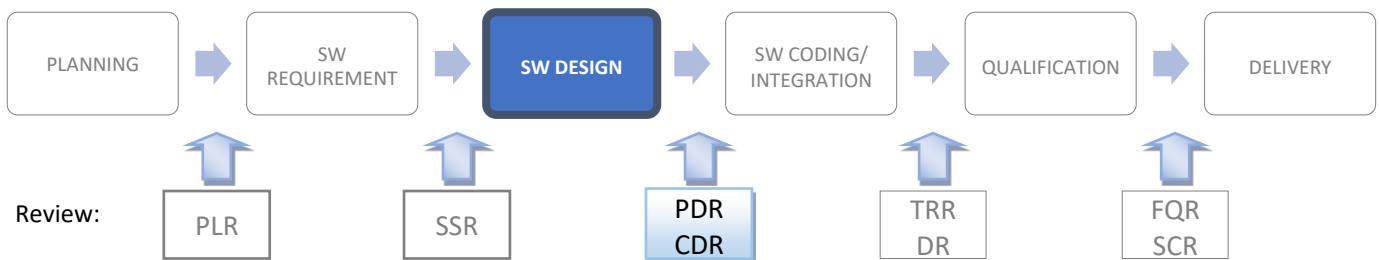 PLANNING
SW
REQUIREMENT
SW DESIGN
SW CODING/
INTEGRATION
QUALIFICATION
DELIVERY
Review:
PLR
SSR
PDR
CDR
TRR
DR
FQR
SCR